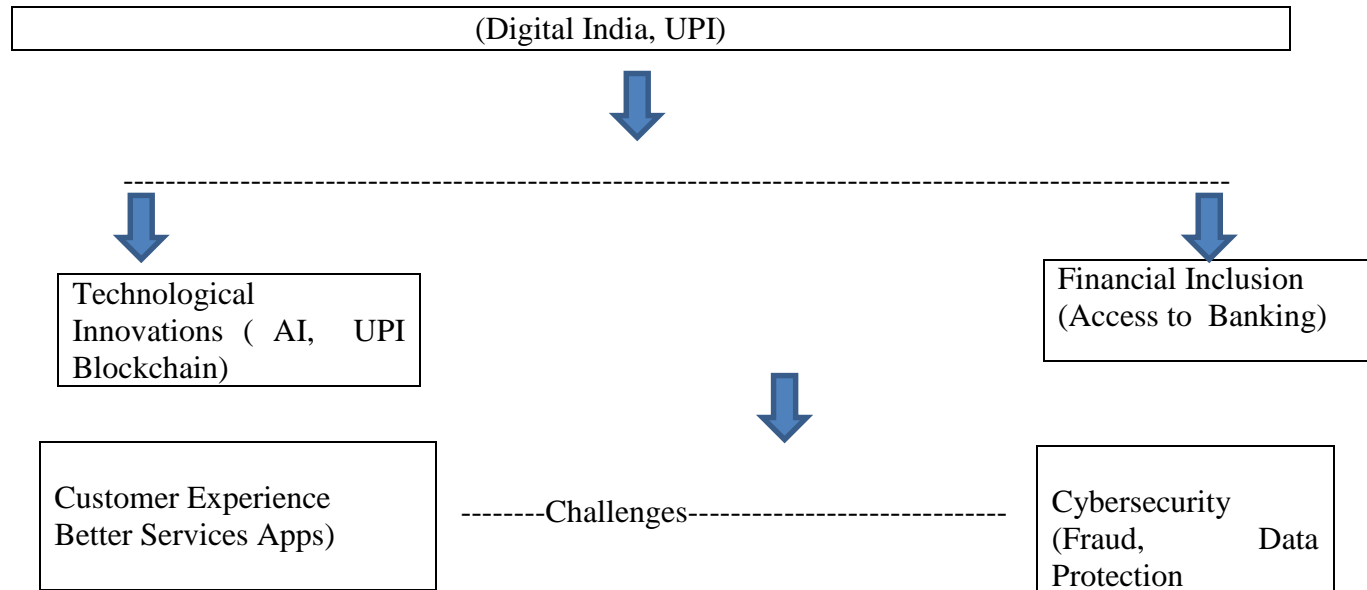 (Digital India, UPI)
Technological
Innovations ( AI, UPI
Blockchain)
Financial Inclusion
(Access to Banking)
Customer Experience
Better Services Apps)
--------Challenges------------------------------
Cybersecurity
(Fraud, Data
Protection